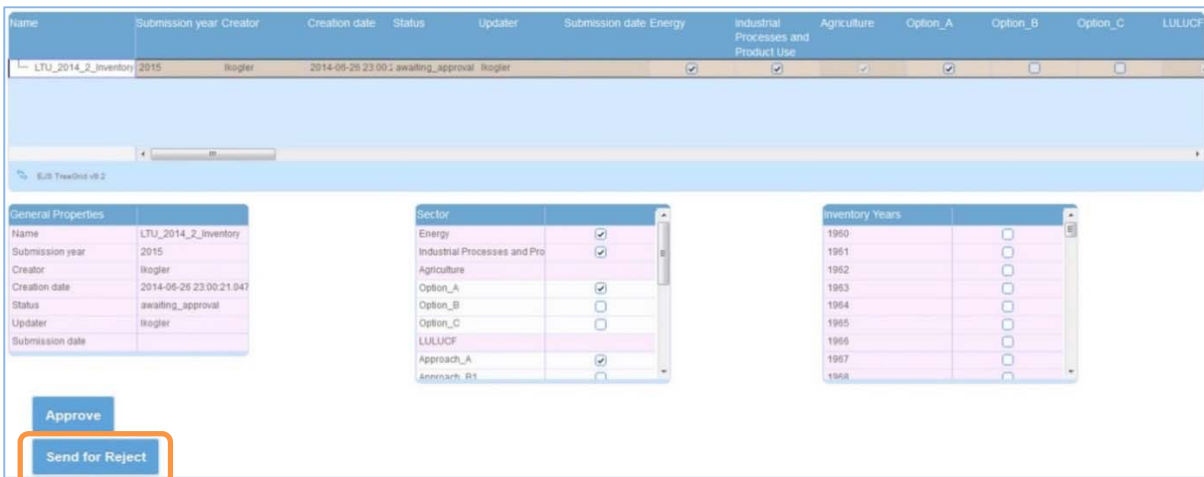 Name Submission year Creator Creation date Status Updater Submission date Energy Industrial Processes and Product Use Agriculture Option_A Option_B Option_C LULUCF
LTU_2014_2_Inventory 2015 lkogler 2014-06-26 23:00:2 awaiting_approval lkogler
EJS TreeGrid v9.2
General Properties
Name LTU_2014_2_Inventory
Submission year 2015
Creator lkogler
Creation date 2014-06-26 23:00:21.047
Status awaiting_approval
Updater lkogler
Submission date
Sector
Energy
Industrial Processes and Pro
Agriculture
Option_A
Option_B
Option_C
LULUCF
Approach_A
Approach_B1
Inventory Years
1960
1961
1962
1963
1964
1965
1966
1967
1968
Approve
Send for Reject